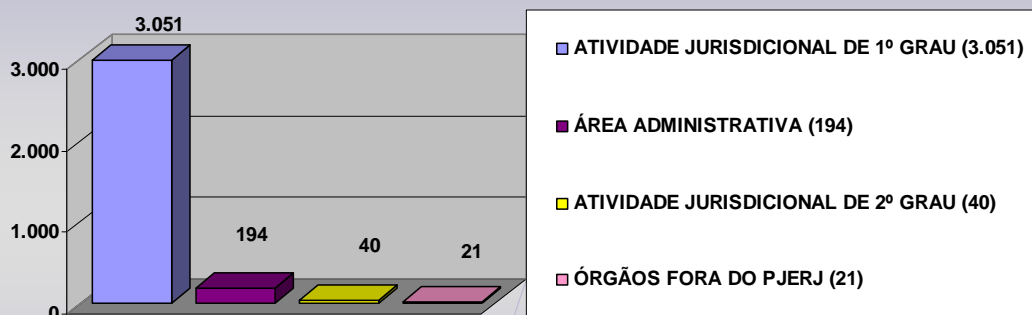 3.051
3.000
2.000
1.000
0
194
40
21
ATIVIDADE JURISDICIONAL DE 1º GRAU (3.051)
ÁREA ADMINISTRATIVA (194)
ATIVIDADE JURISDICIONAL DE 2º GRAU (40)
ÓRGÃOS FORA DO PJERJ (21)